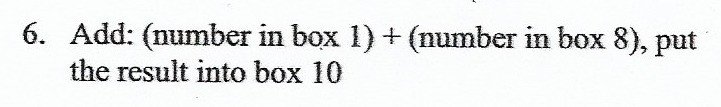 6. Add: (number in box 1) + (number in box 8), put
the result into box 10